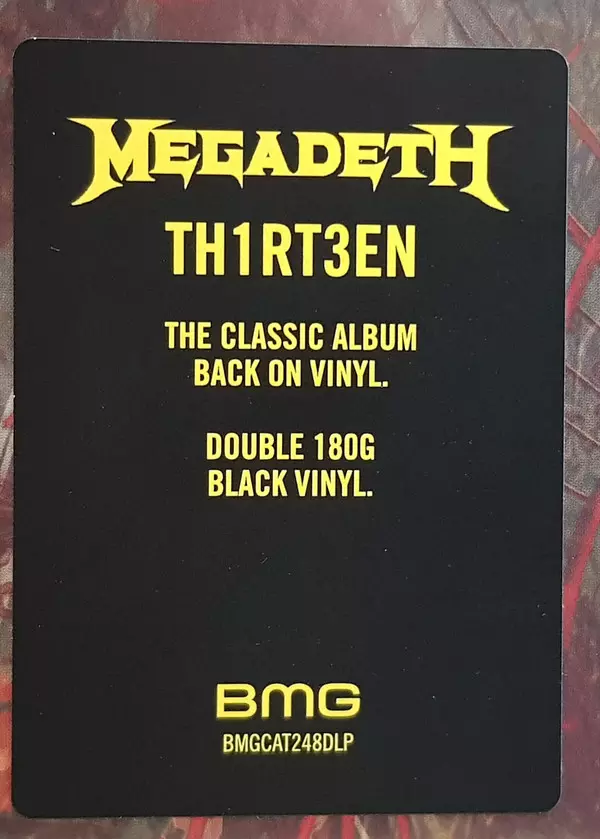 MEGADETH
TH1RT3EN
THE CLASSIC ALBUM
BACK ON VINYL.
DOUBLE 180G
BLACK VINYL.
BMG
BMGCAT248DLP